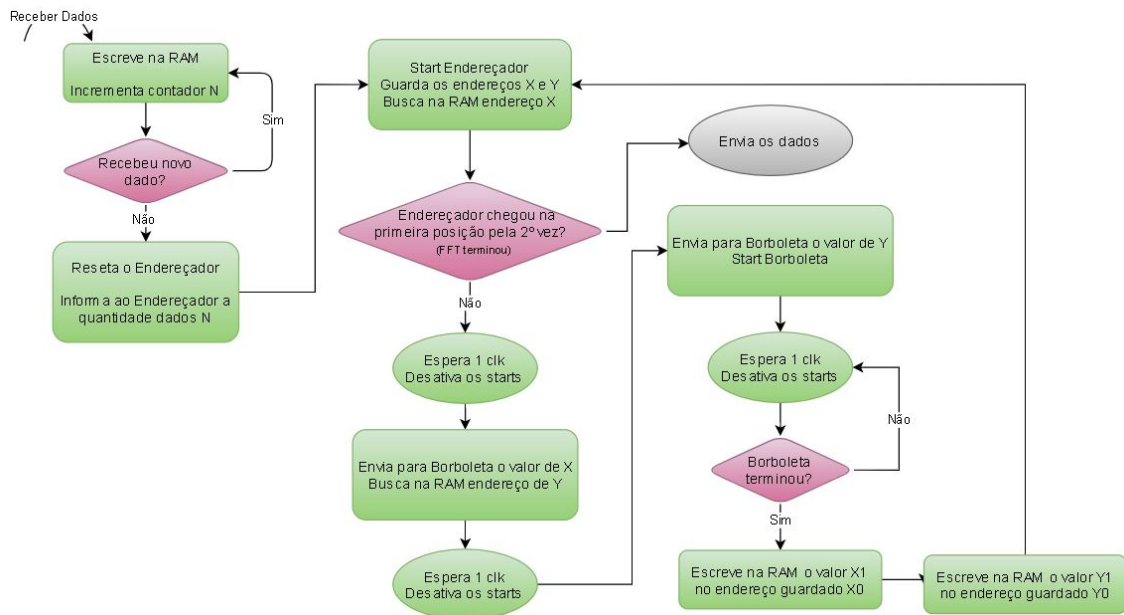 Receber Dados
Escreve na RAM
Incrementa contador N
Sim
Recebeu novo
dado?
Não
Reseta o Endereçador
Informa ao Endereçador a
quantidade dados N
Start Endereçador
Guarda os endereços X e Y
Busca na RAM endereço X
Endereçador chegou na
primeira posição pela 2º vez?
(FFT terminou)
Envia os dados
Não
Espera 1 clk
Desativa os starts
Envia para Borboleta o valor de X
Busca na RAM endereço de Y
Espera 1 clk
Desativa os starts
Envia para Borboleta o valor de Y
Start Borboleta
Espera 1 clk
Desativa os starts
Não
Borboleta
terminou?
Sim
Escreve na RAM o valor X1
no endereço guardado X0
Escreve na RAM o valor Y1
no endereço guardado Y0